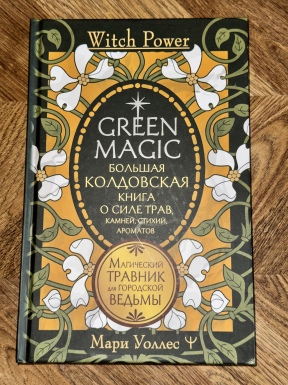 Witch Power
GREEN
MAGIC
БОЛЬШАЯ
КОЛДОВСКАЯ
КНИГА
О СИЛЕ ТРАВ,
КАМНЕЙ, СТИХИЙ,
АРОМАТОВ
МАГИЧЕСКИЙ
ТРАВНИК
для ГОРОДСКОЙ
ВЕДЬМЫ
Мари Уоллес Ψ